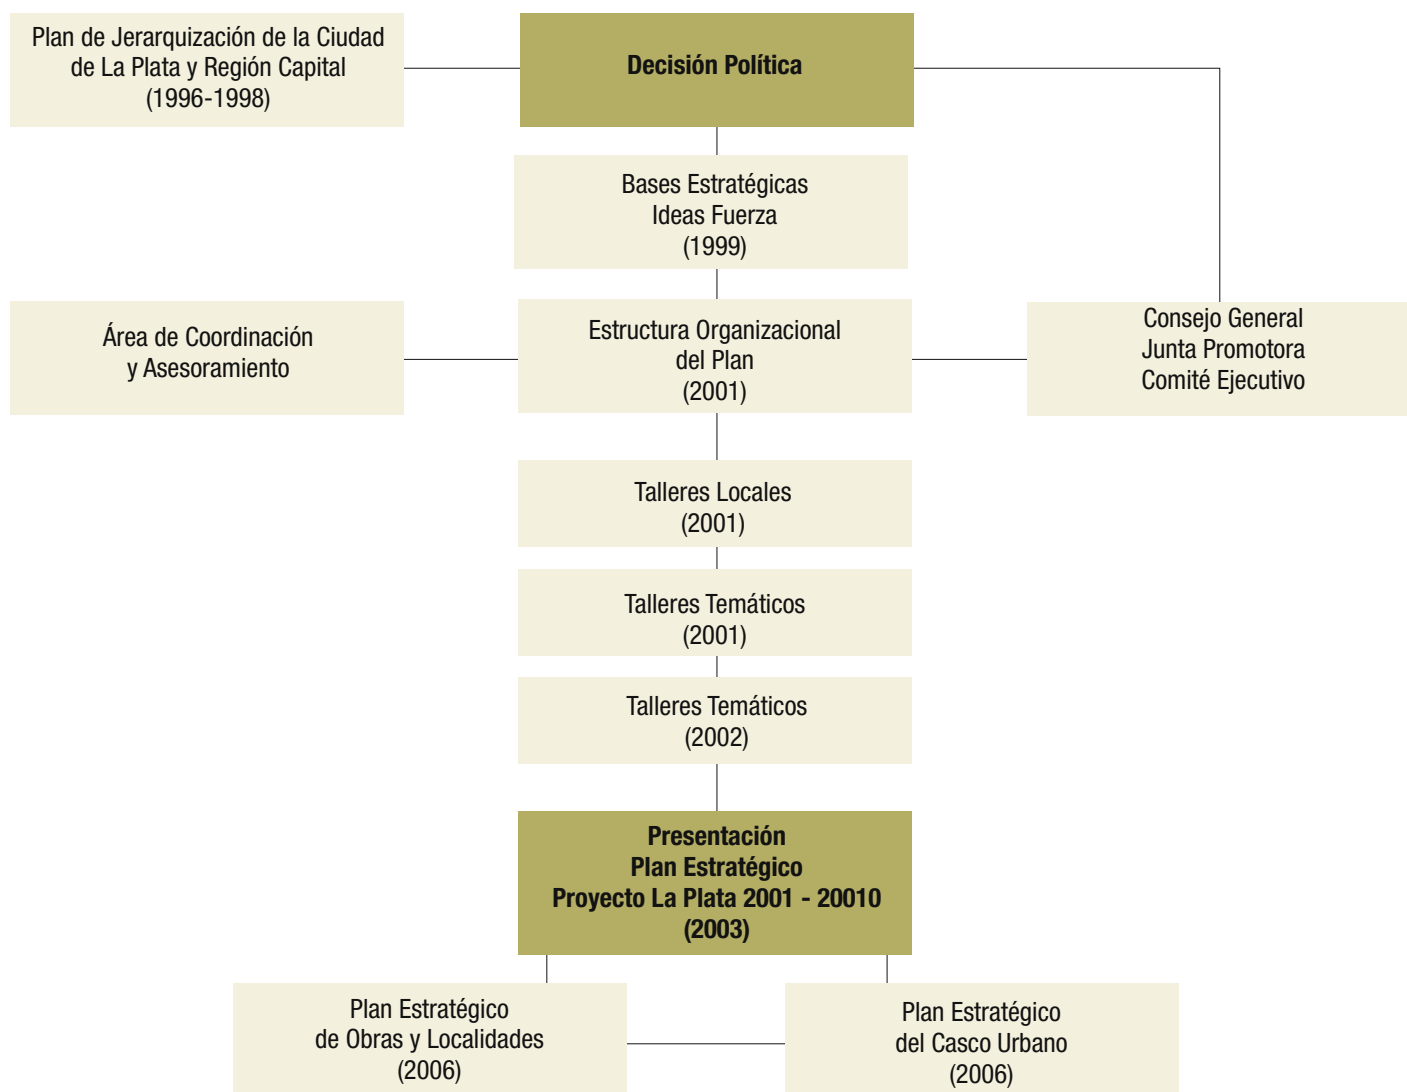 Plan de Jerarquización de la Ciudad
de La Plata y Región Capital
(1996-1998)
Decisión Política
Bases Estratégicas
Ideas Fuerza
(1999)
Área de Coordinación
y Asesoramiento
Estructura Organizacional
del Plan
(2001)
Consejo General
Junta Promotora
Comité Ejecutivo
Talleres Locales
(2001)
Talleres Temáticos
(2001)
Talleres Temáticos
(2002)
Presentación
Plan Estratégico
Proyecto La Plata 2001 - 20010
(2003)
Plan Estratégico
de Obras y Localidades
(2006)
Plan Estratégico
del Casco Urbano
(2006)